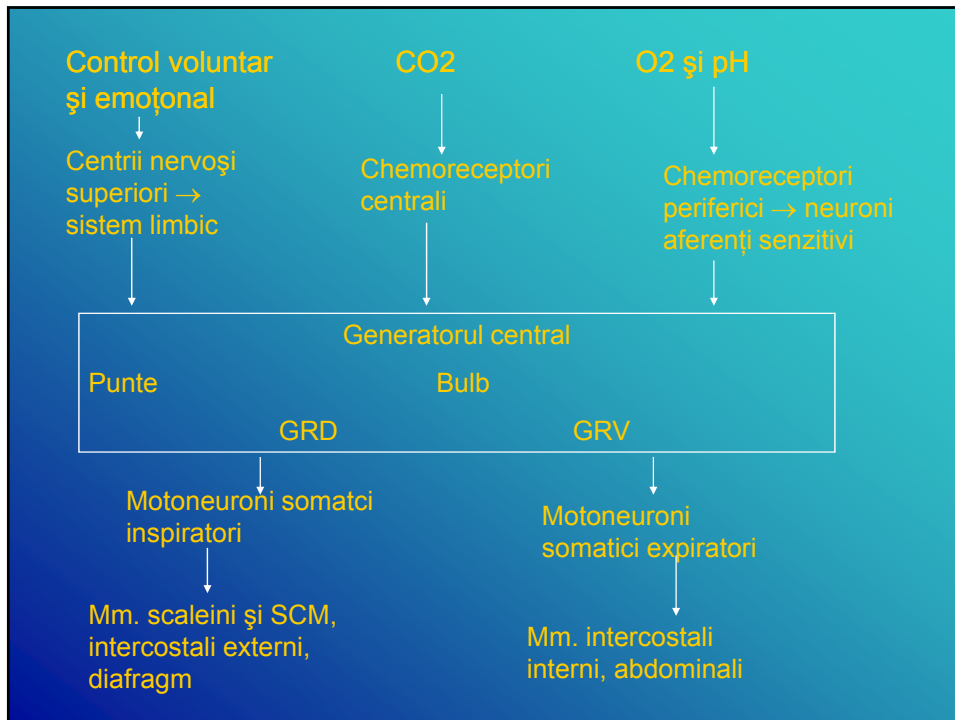 Control voluntar
şi emoţonal
CO2
O2 şi pH
Centrii nervoşi
superiori →
sistem limbic
Chemoreceptori
centrali
Chemoreceptori
periferici → neuroni
aferenţi senzitivi
Generatorul central
Punte
Bulb
GRD
GRV
Motoneuroni somatci
inspiratori
Motoneuroni
somatici expiratori
Mm. scaleini şi SCM,
intercostali externi,
diafragm
Mm. intercostali
interni, abdominali